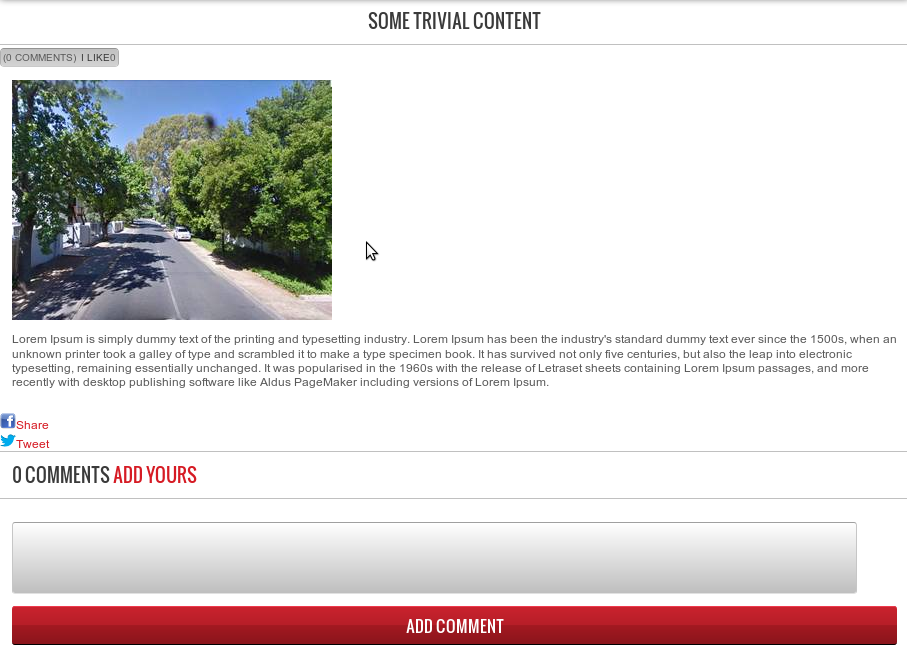 SOME TRIVIAL CONTENT
(0 COMMENTS) I LIKE0
Lorem Ipsum is simply dummy text of the printing and typesetting industry. Lorem Ipsum has been the industry's standard dummy text ever since the 1500s, when an
unknown printer took a galley of type and scrambled it to make a type specimen book. It has survived not only five centuries, but also the leap into electronic
typesetting, remaining essentially unchanged. It was popularised in the 1960s with the release of Letraset sheets containing Lorem Ipsum passages, and more
recently with desktop publishing software like Aldus PageMaker including versions of Lorem Ipsum.
Share
Tweet
0 COMMENTS ADD YOURS
ADD COMMENT